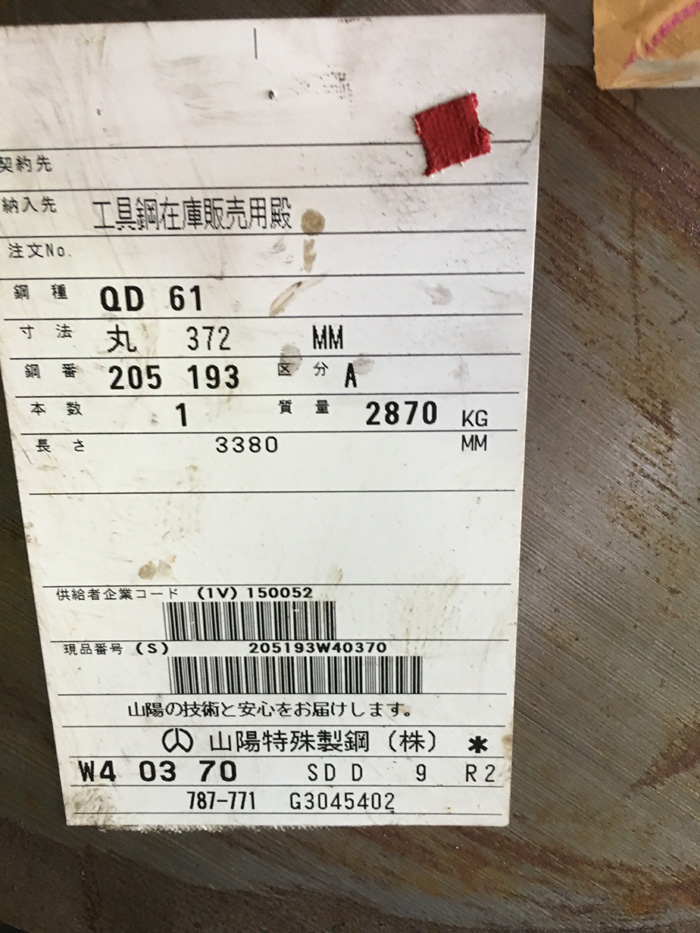 契約先
納入先 工具鋼在庫販売用殿
注文No.
鋼種 QD 61
寸法 丸 372 MM
鋼番 205 193 区分 A
本数 1 質量 2870 KG
長さ 3380 MM
供給者企業コード (1V) 150052
現品番号 (S) 205193W40370
山陽の技術と安心をお届けします。
山陽特殊製鋼(株) *
W4 03 70 SDD 9 R2
787-771 G3045402